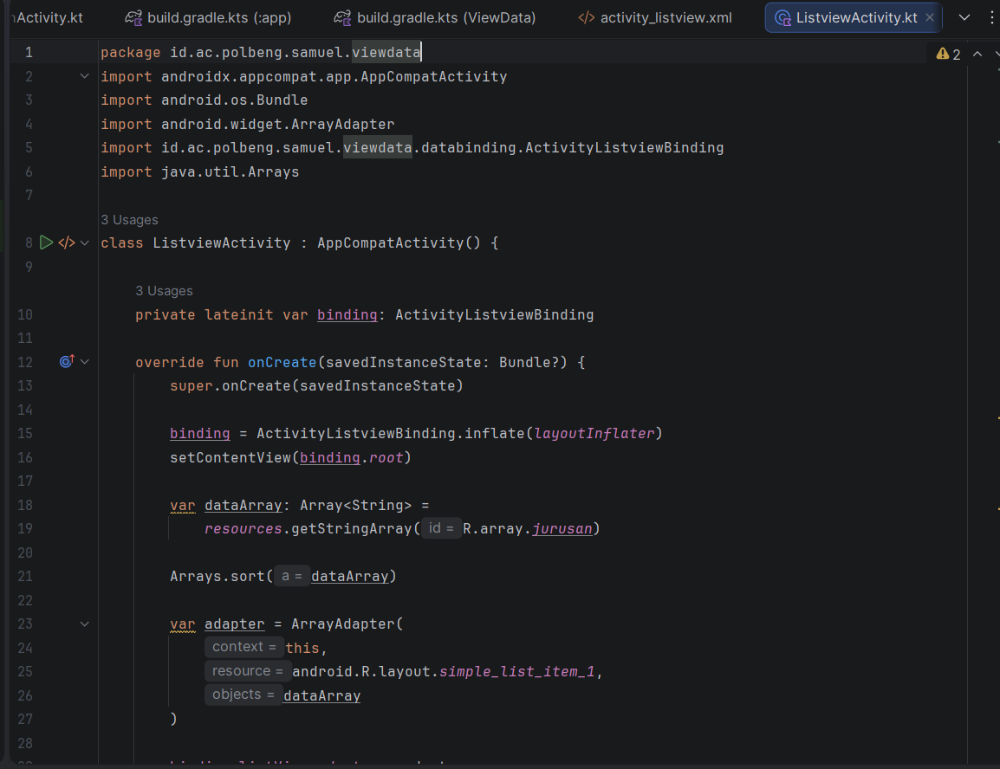 Activity.kt build.gradle.kts (:app) build.gradle.kts (ViewData) </> activity_listview.xml ListviewActivity.kt
1 package id.ac.polbeng.samuel.viewdata 2
2 import androidx.appcompat.app.AppCompatActivity
3 import android.os.Bundle
4 import android.widget.ArrayAdapter
5 import id.ac.polbeng.samuel.viewdata.databinding.ActivityListviewBinding
6 import java.util.Arrays
7
3 Usages
8 </> class ListviewActivity : AppCompatActivity() {
9
3 Usages
10 private lateinit var binding: ActivityListviewBinding
11
12 override fun onCreate(savedInstanceState: Bundle?) {
13 super.onCreate(savedInstanceState)
14
15 binding = ActivityListviewBinding.inflate(layoutInflater)
16 setContentView(binding.root)
17
18 var dataArray: Array<String> =
19 resources.getStringArray( id = R.array.jurusan)
20
21 Arrays.sort( a = dataArray)
22
23 var adapter = ArrayAdapter(
24 context = this,
25 resource = android.R.layout.simple_list_item_1,
26 objects = dataArray
27 )
28